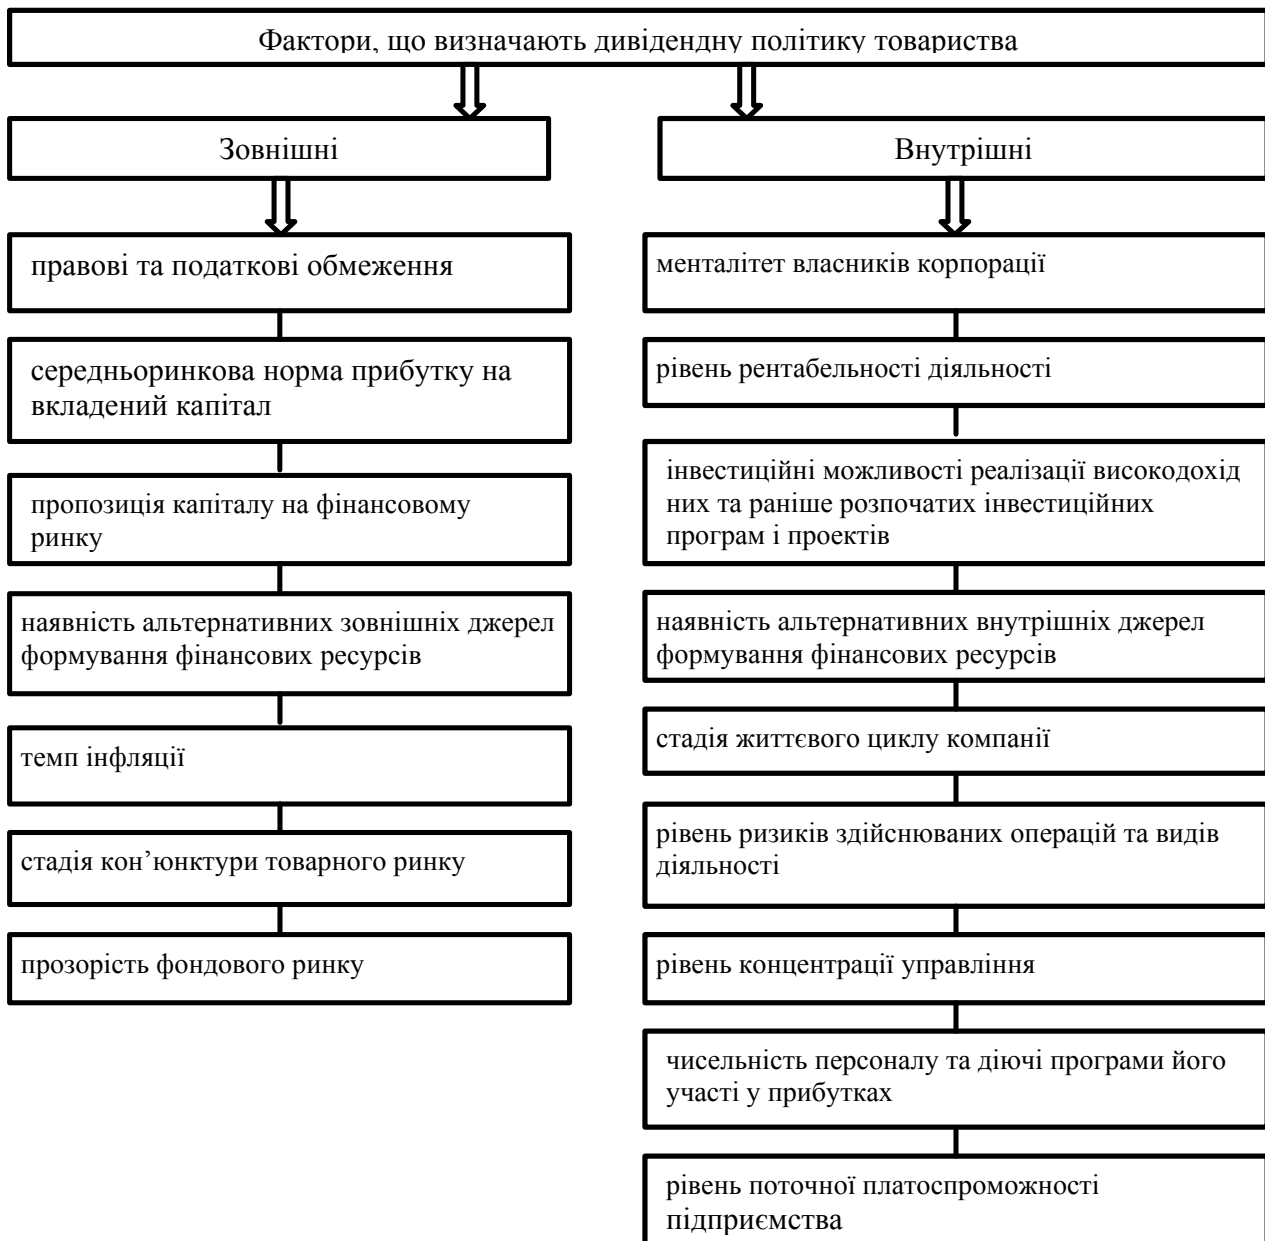 Фактори, що визначають дивідендну політику товариства
Зовнішні
правові та податкові обмеження
середньоринкова норма прибутку на
вкладений капітал
пропозиція капіталу на фінансовому
ринку
наявність альтернативних зовнішніх джерел
формування фінансових ресурсів
темп інфляції
стадія кон’юнктури товарного ринку
прозорість фондового ринку
Внутрішні
менталітет власників корпорації
рівень рентабельності діяльності
інвестиційні можливості реалізації високодохід
них та раніше розпочатих інвестиційних
програм і проектів
наявність альтернативних внутрішніх джерел
формування фінансових ресурсів
стадія життєвого циклу компанії
рівень ризиків здійснюваних операцій та видів
діяльності
рівень концентрації управління
чисельність персоналу та діючі програми його
участі у прибутках
рівень поточної платоспроможності
підприємства